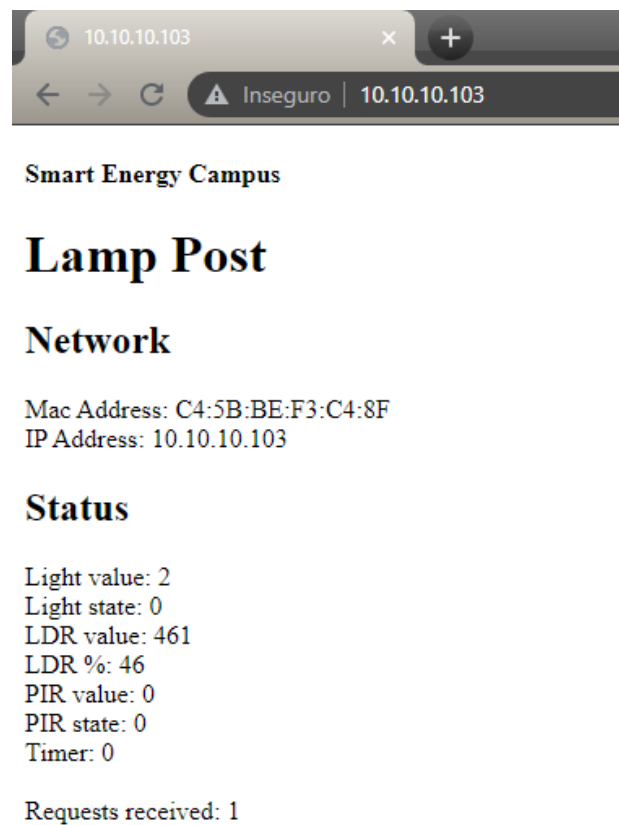 10.10.10.103
Inseguro | 10.10.10.103
Smart Energy Campus
Lamp Post
Network
Mac Address: C4:5B:BE:F3:C4:8F
IP Address: 10.10.10.103
Status
Light value: 2
Light state: 0
LDR value: 461
LDR %: 46
PIR value: 0
PIR state: 0
Timer: 0
Requests received: 1